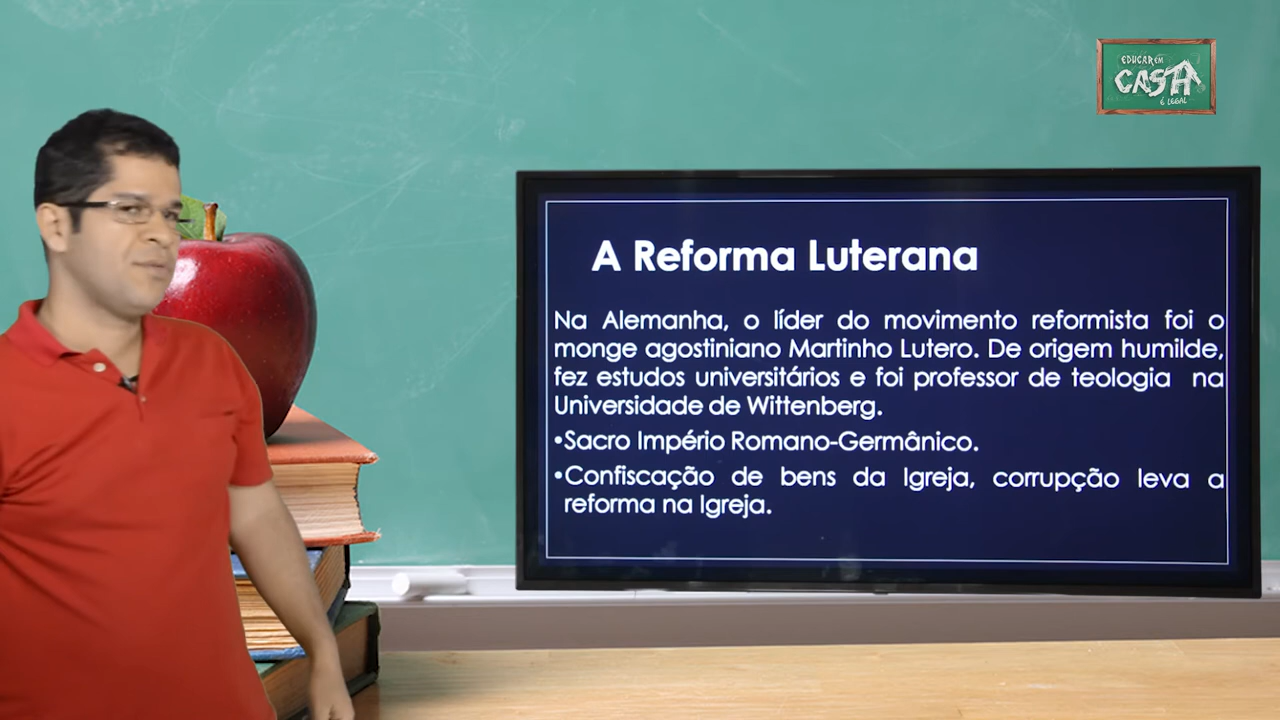 EDUCAR EM
CASA
É LEGAL
A Reforma Luterana
Na Alemanha, o líder do movimento reformista foi o
monge agostiniano Martinho Lutero. De origem humilde,
fez estudos universitários e foi professor de teologia na
Universidade de Wittenberg.
•Sacro Império Romano-Germânico.
•Confiscação de bens da Igreja, corrupção leva a
reforma na Igreja.